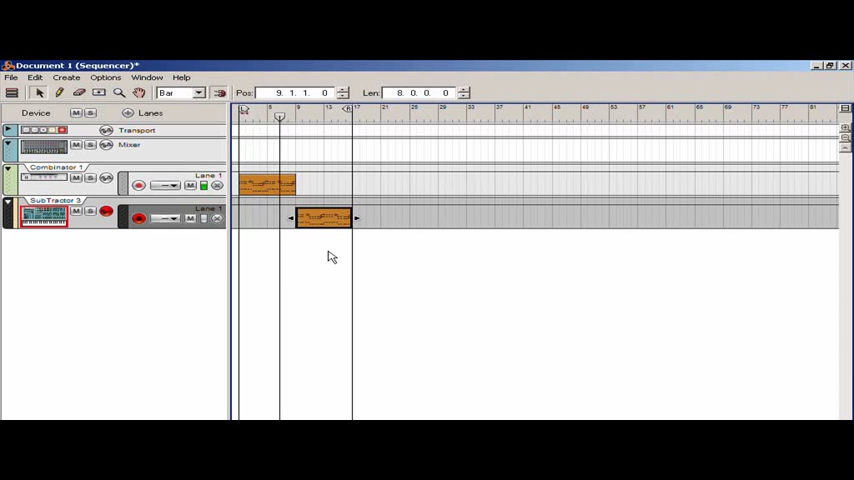 Document 1 (Sequencer)*
File Edit Create Options Window Help
Bar Pos: 9. 1. 1. 0 Len: 8. 0. 0. 0
Device M S Lanes
L 5 9 13 R 17 21 25 29 33 37 41 45 49 53 57 61 65 69 73 77 81
Transport
M S Mixer
Combinator 1
M S Lane 1
M
SubTractor 3
M S Lane 1
M